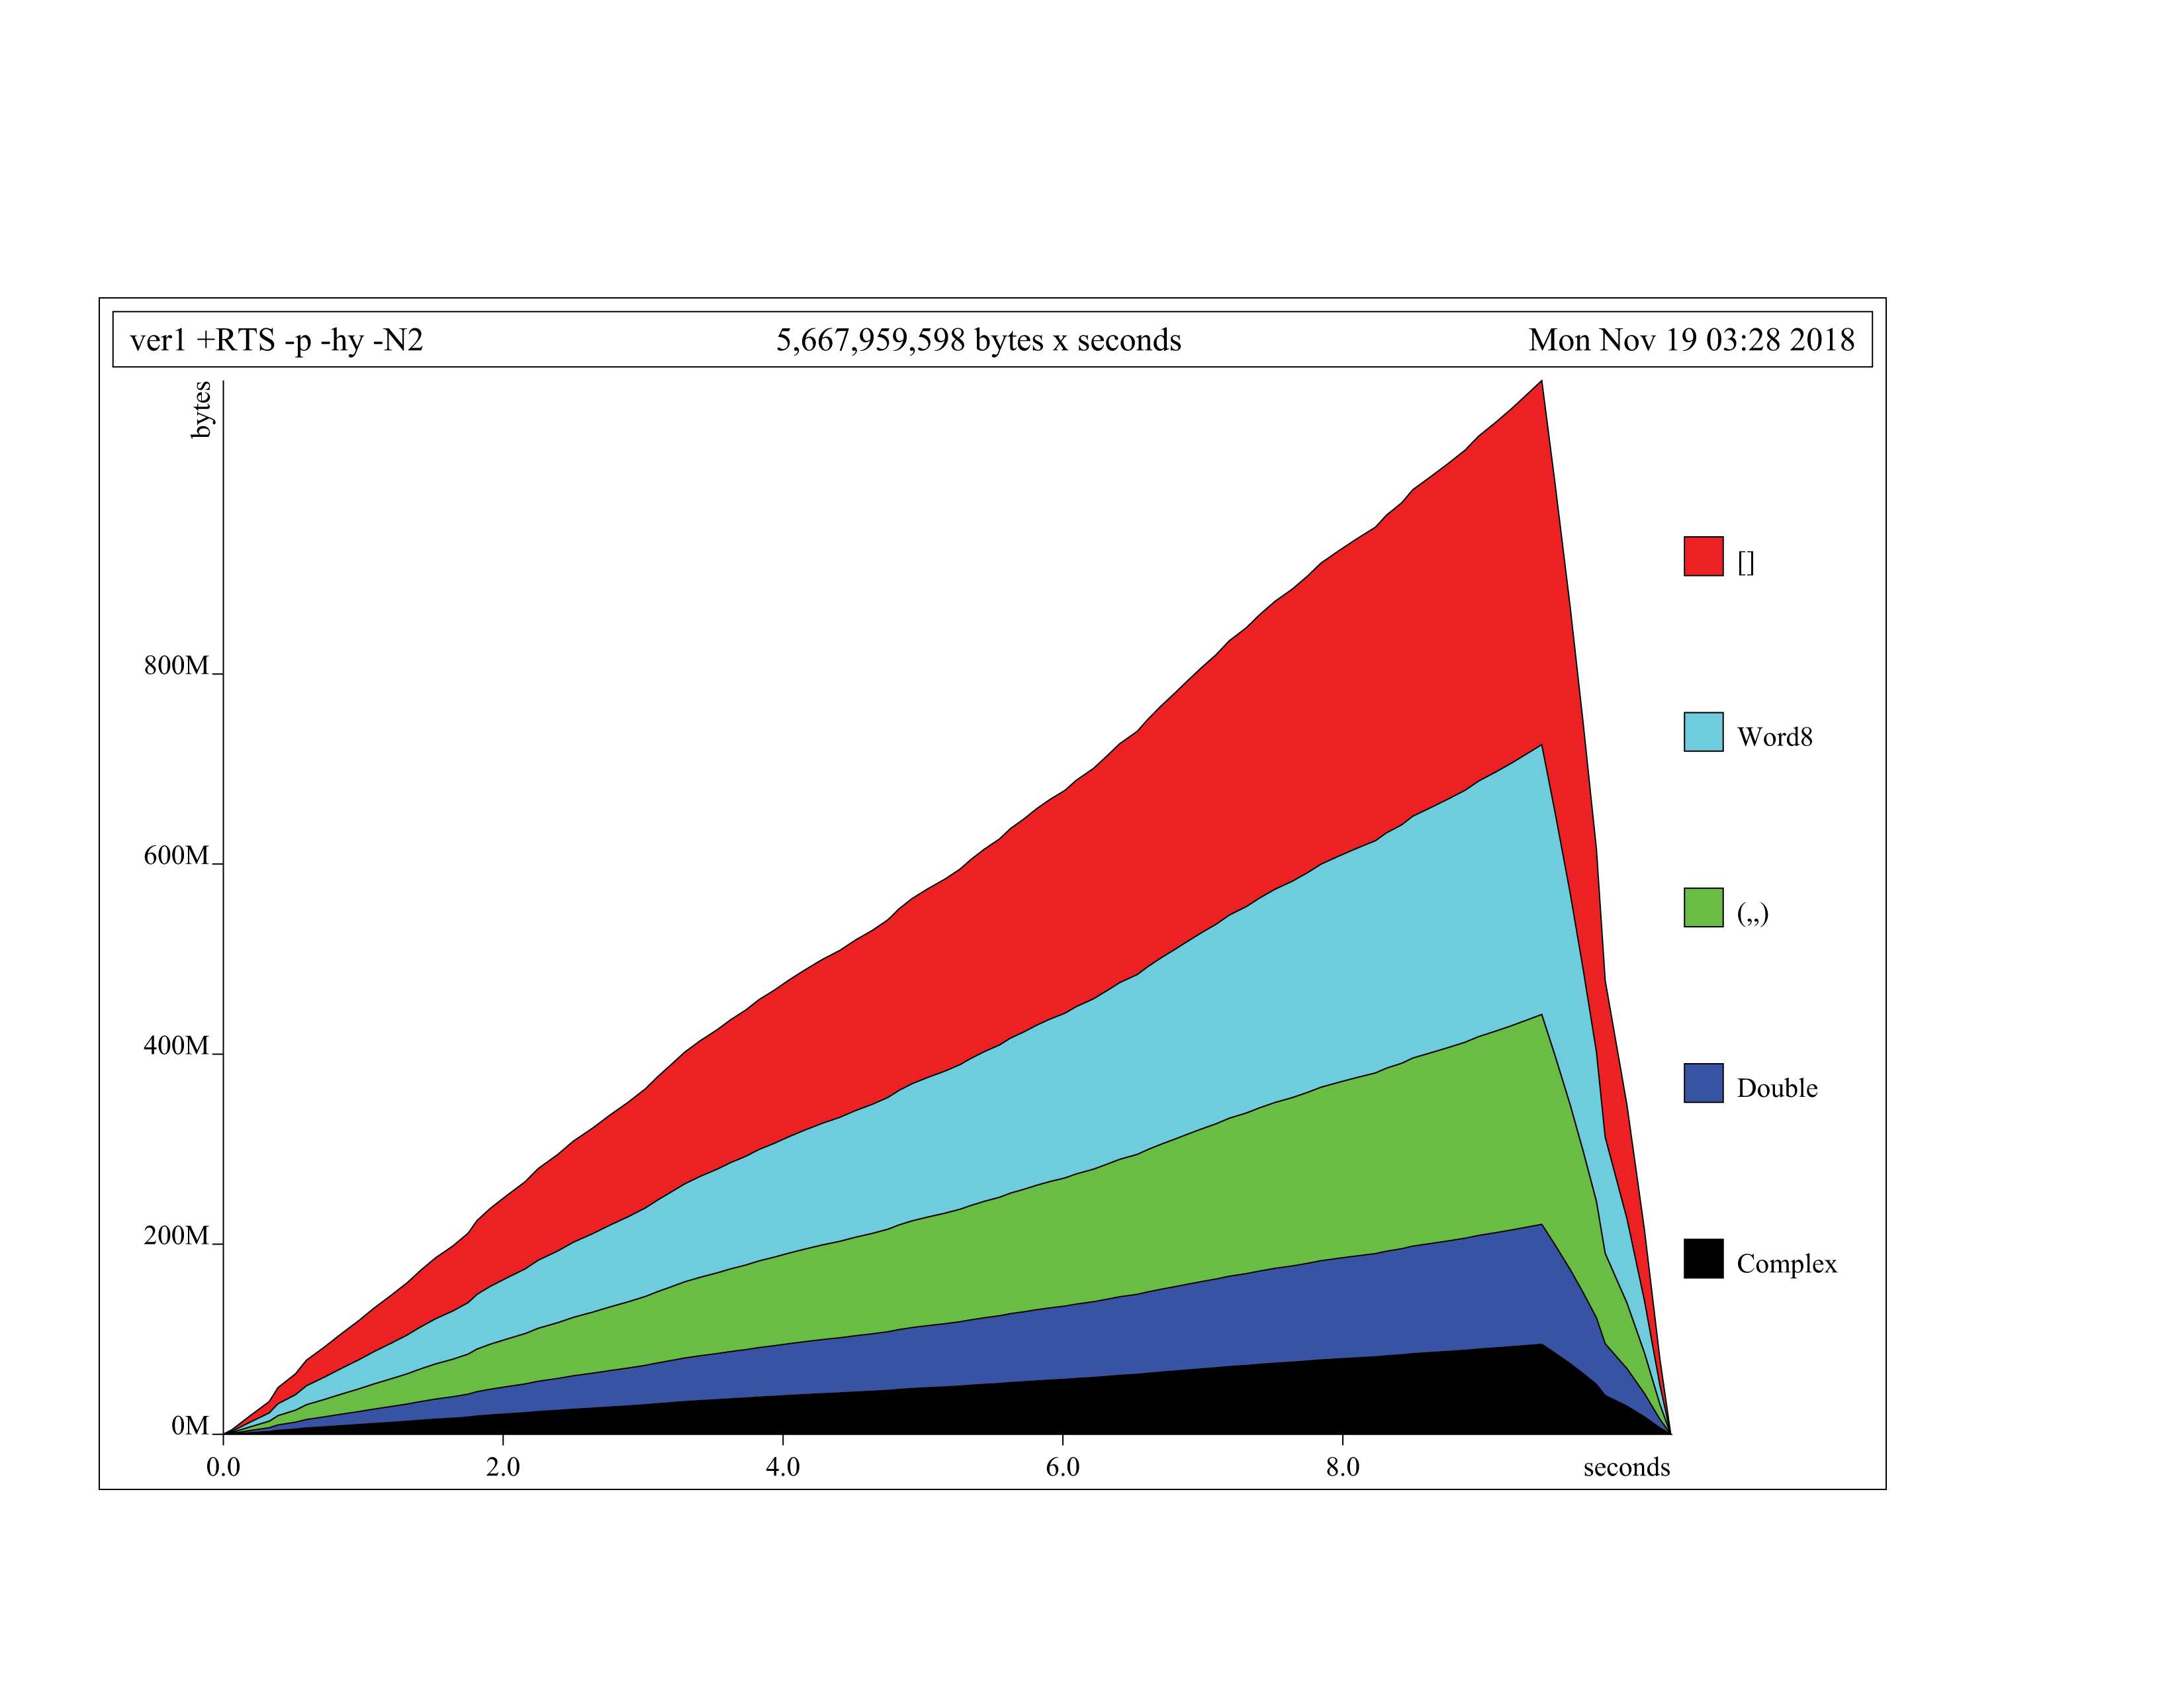 ver1 +RTS -p -hy -N2
5,667,959,598 bytes x seconds
Mon Nov 19 03:28 2018
bytes
800M
600M
400M
200M
0M
0.0
2.0
4.0
6.0
8.0
seconds
[]
Word8
(,,)
Double
Complex